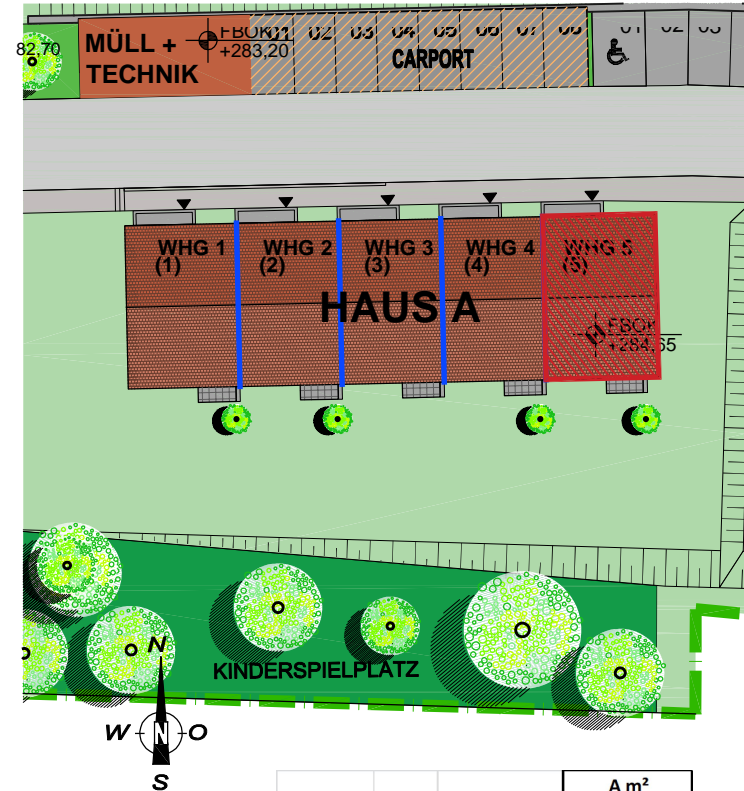 82,70
MÜLL +
TECHNIK
FBOK
+283,20
01 02 03 04 05 06 07 08
CARPORT
01 02 03
WHG 1
(1)
WHG 2
(2)
WHG 3
(3)
WHG 4
(4)
WHG 5
(5)
HAUS A
FBOK
+284,65
KINDERSPIELPLATZ
N
W N O
S
A m²